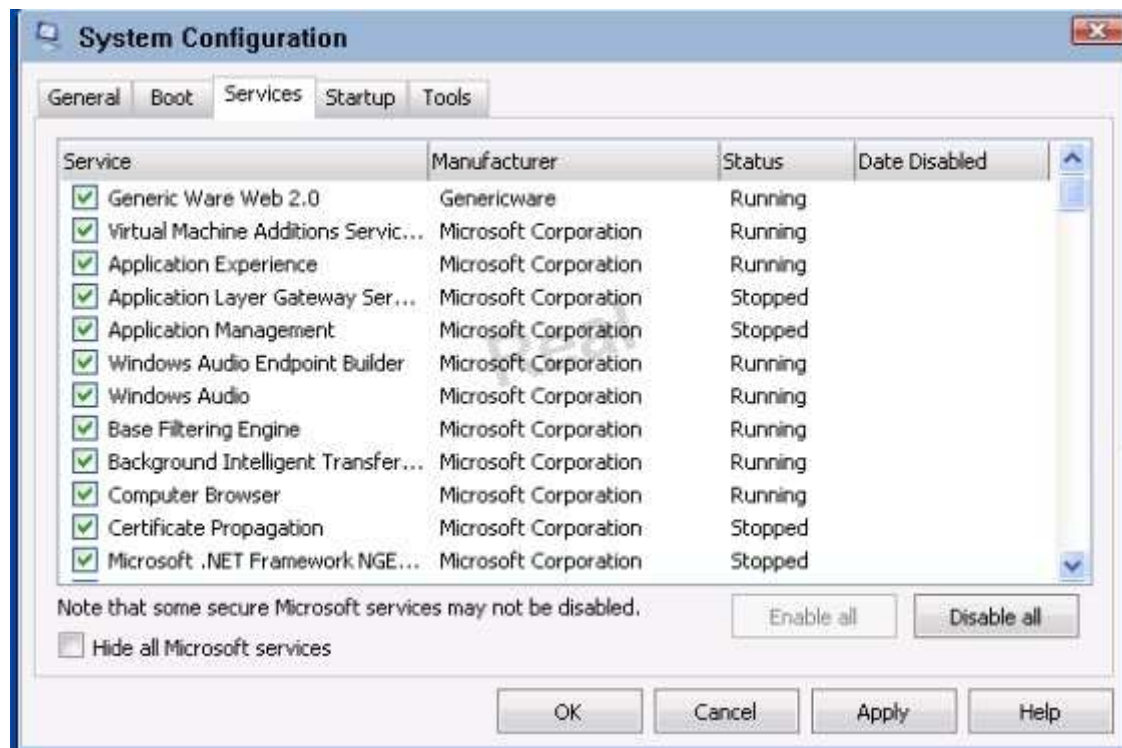 System Configuration
General Boot Services Startup Tools
Service Manufacturer Status Date Disabled
Generic Ware Web 2.0 Genericware Running
Virtual Machine Additions Servic... Microsoft Corporation Running
Application Experience Microsoft Corporation Running
Application Layer Gateway Ser... Microsoft Corporation Stopped
Application Management Microsoft Corporation Stopped
Real
Windows Audio Endpoint Builder Microsoft Corporation Running
Windows Audio Microsoft Corporation Running
Base Filtering Engine Microsoft Corporation Running
Background Intelligent Transfer... Microsoft Corporation Running
Computer Browser Microsoft Corporation Running
Certificate Propagation Microsoft Corporation Stopped
Microsoft .NET Framework NGE... Microsoft Corporation Stopped
Note that some secure Microsoft services may not be disabled.
Enable all Disable all
Hide all Microsoft services
OK Cancel Apply Help